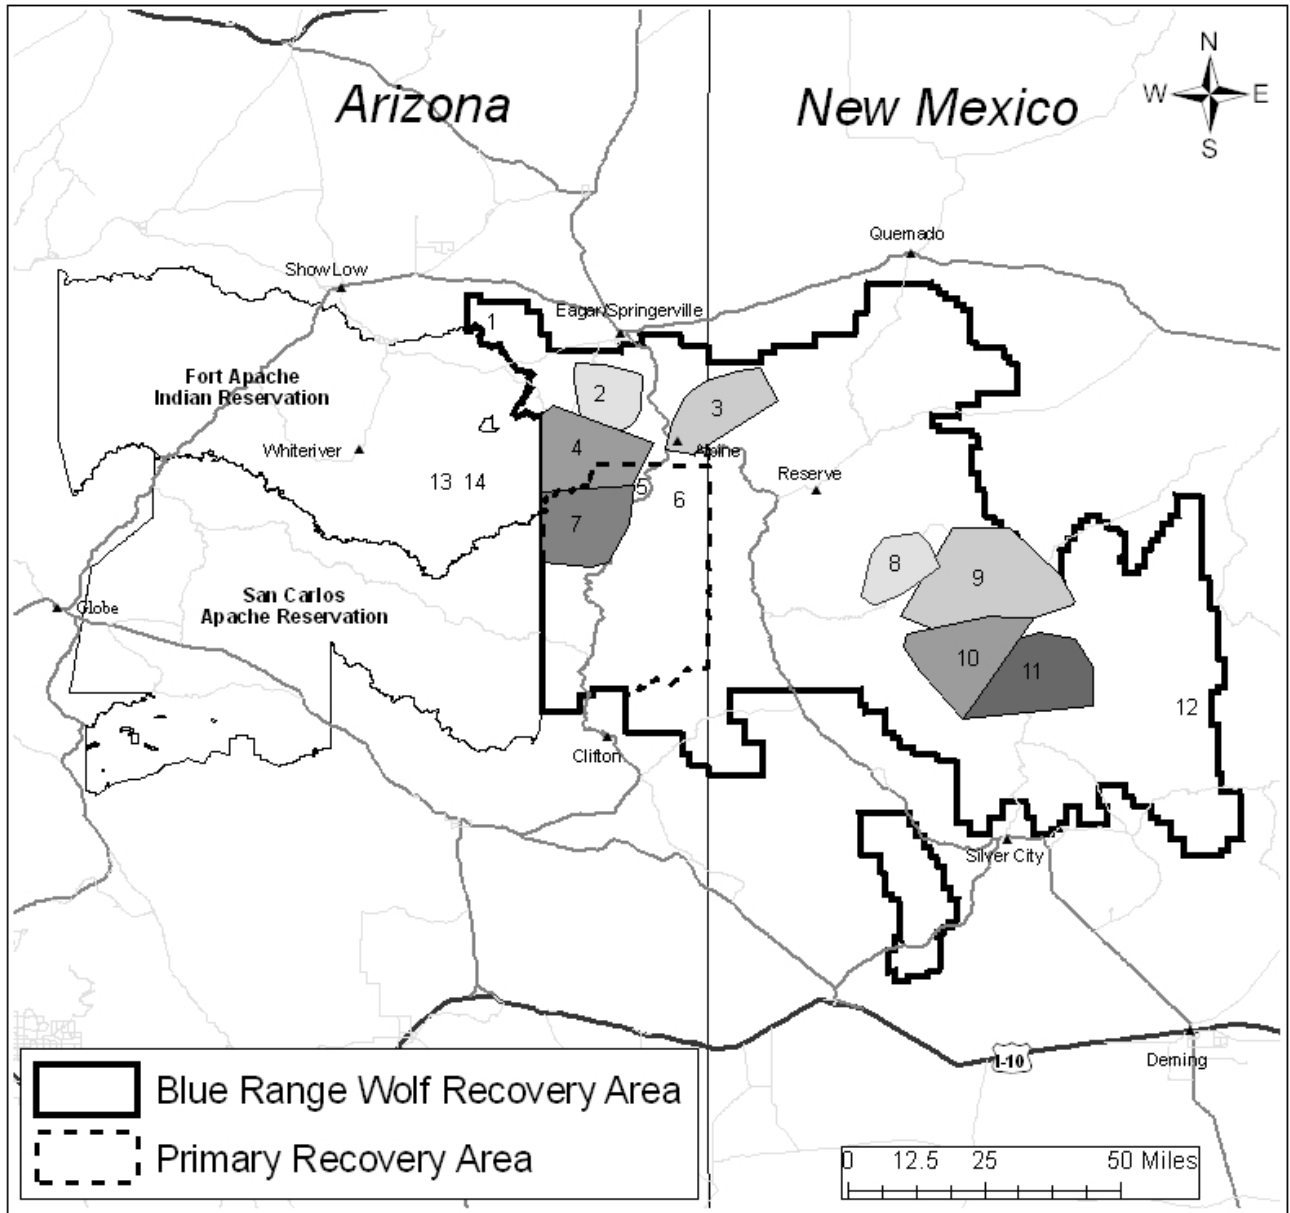 N
Arizona
New Mexico
W E
S
Quemado
Show Low
Eagar/Springerville
1
Fort Apache
Indian Reservation
2
3
Whiteriver
4
Alpine
Reserve
13 14
5
6
7
8
9
San Carlos
Apache Reservation
Globe
10
11
12
Clifton
Silver City
I-10
Deming
Blue Range Wolf Recovery Area
Primary Recovery Area
0 12.5 25 50 Miles